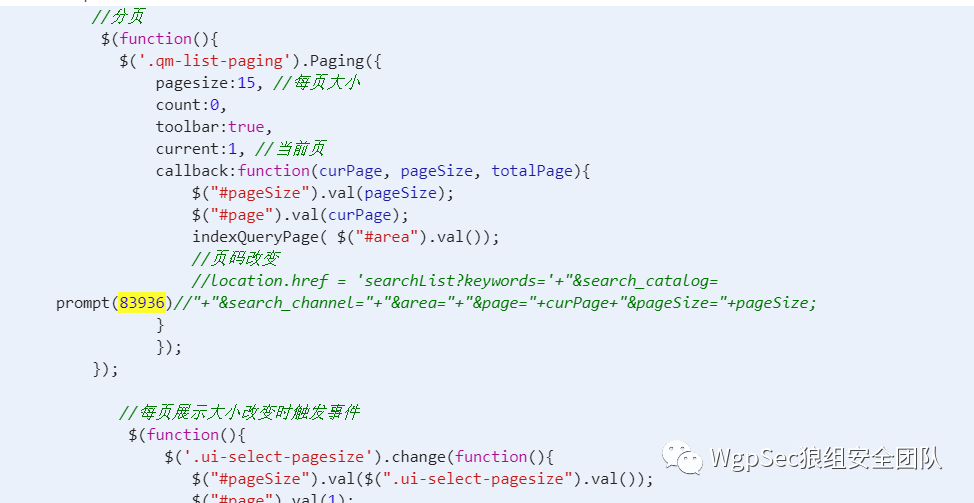 //分页
$(function(){
$('.qm-list-paging').Paging({
pagesize:15, //每页大小
count:0,
toolbar:true,
current:1, //当前页
callback:function(curPage, pageSize, totalPage){
$("#pageSize").val(pageSize);
$("#page").val(curPage);
indexQueryPage( $("#area").val());
//页码改变
//location.href = 'searchList?keywords='+"&search_catalog=
prompt(83936)//"+"&search_channel="+"&area="+"&page="+curPage+"&pageSize="+pageSize;
}
});
});
//每页展示大小改变时触发事件
$(function(){
$('.ui-select-pagesize').change(function(){
$("#pageSize").val($(".ui-select-pagesize").val());
$("#page").val(1);
WgpSec狼组安全团队